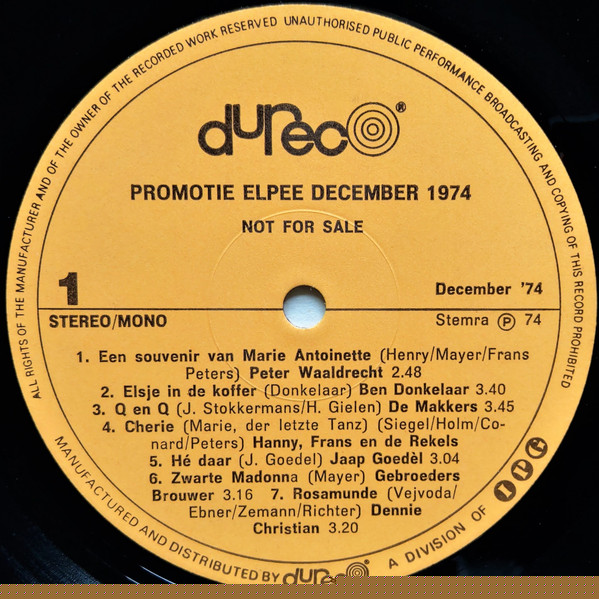 ALL RIGHTS OF THE MANUFACTURER AND OF THE OWNER OF THE RECORDED WORK RESERVED UNAUTHORISED PUBLIC PERFORMANCE BROADCASTING AND COPYING OF THIS RECORD PROHIBITED
dureco®
PROMOTIE ELPEE DECEMBER 1974
NOT FOR SALE
1
December '74
STEREO/MONO
Stemra Ⓟ 74
1. Een souvenir van Marie Antoinette (Henry/Mayer/Frans
Peters) Peter Waaldrecht 2.48
2. Elsje in de koffer (Donkelaar) Ben Donkelaar 3.40
3. Q en Q (J. Stokkermans/H. Gielen) De Makkers 3.45
4. Cherie (Marie, der letzte Tanz) (Siegel/Holm/Co-
nard/Peters) Hanny, Frans en de Rekels
5. Hé daar (J. Goedel) Jaap Goedèl 3.04
6. Zwarte Madonna (Mayer) Gebroeders
Brouwer 3.16 7. Rosamunde (Vejvoda/
Ebner/Zemann/Richter) Dennie
Christian 3.20
MANUFACTURED AND DISTRIBUTED BY dureco A DIVISION OF IPG